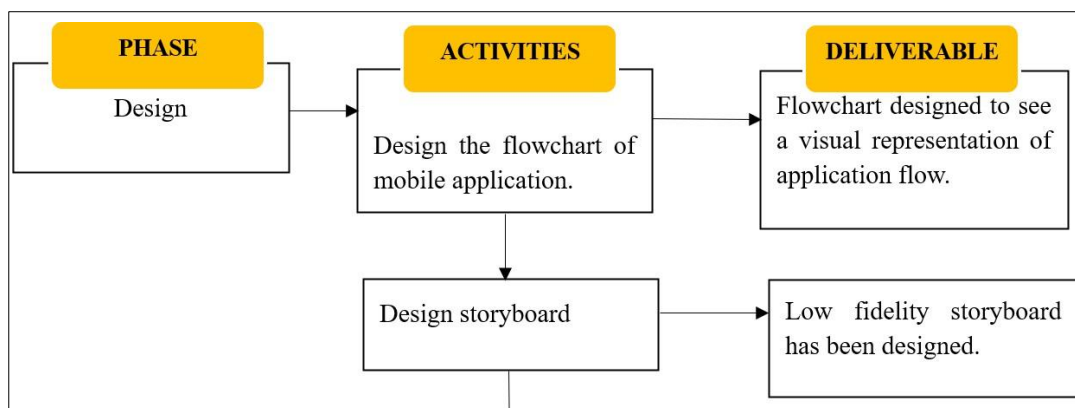 PHASE
ACTIVITIES
DELIVERABLE
Design
Design the flowchart of
mobile application.
Flowchart designed to see
a visual representation of
application flow.
Design storyboard
Low fidelity storyboard
has been designed.